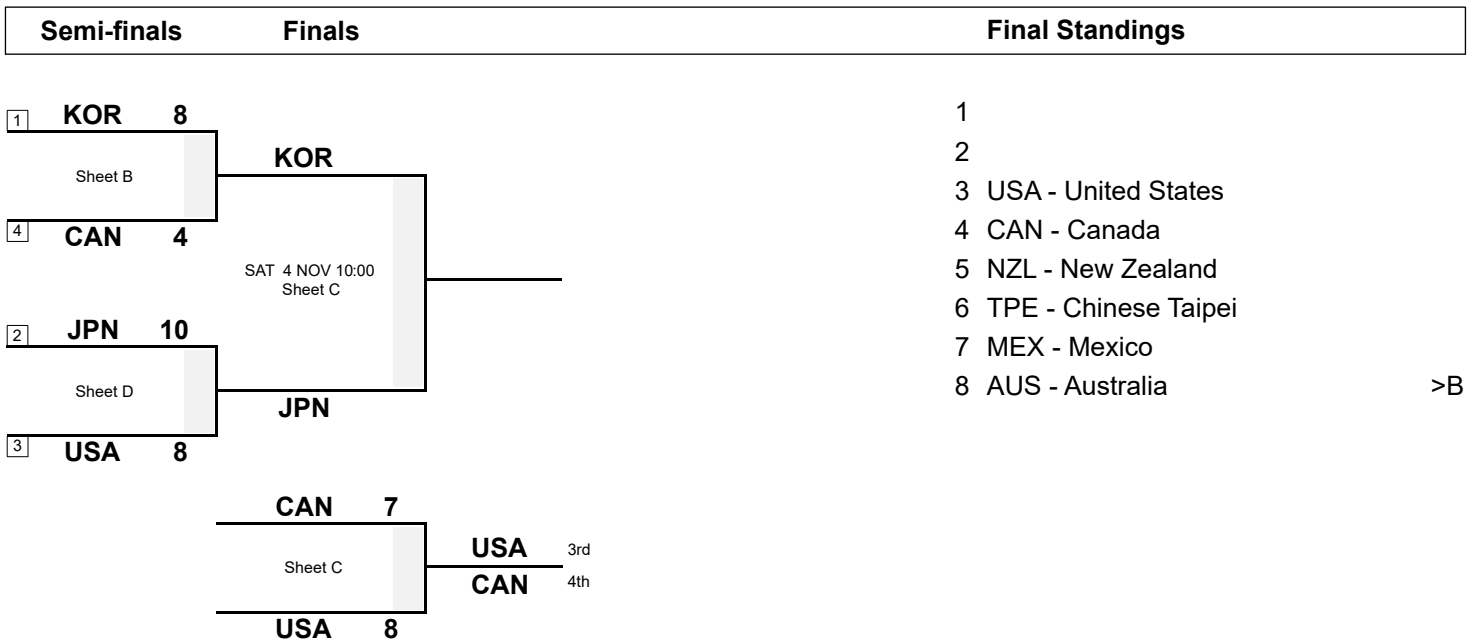 Semi-finals Finals Final Standings
1 KOR 8
Sheet B
4 CAN 4
KOR
SAT 4 NOV 10:00
Sheet C
JPN
2 JPN 10
Sheet D
3 USA 8
CAN 7
Sheet C
USA 8
USA 3rd
CAN 4th
1
2
3 USA - United States
4 CAN - Canada
5 NZL - New Zealand
6 TPE - Chinese Taipei
7 MEX - Mexico
8 AUS - Australia >B